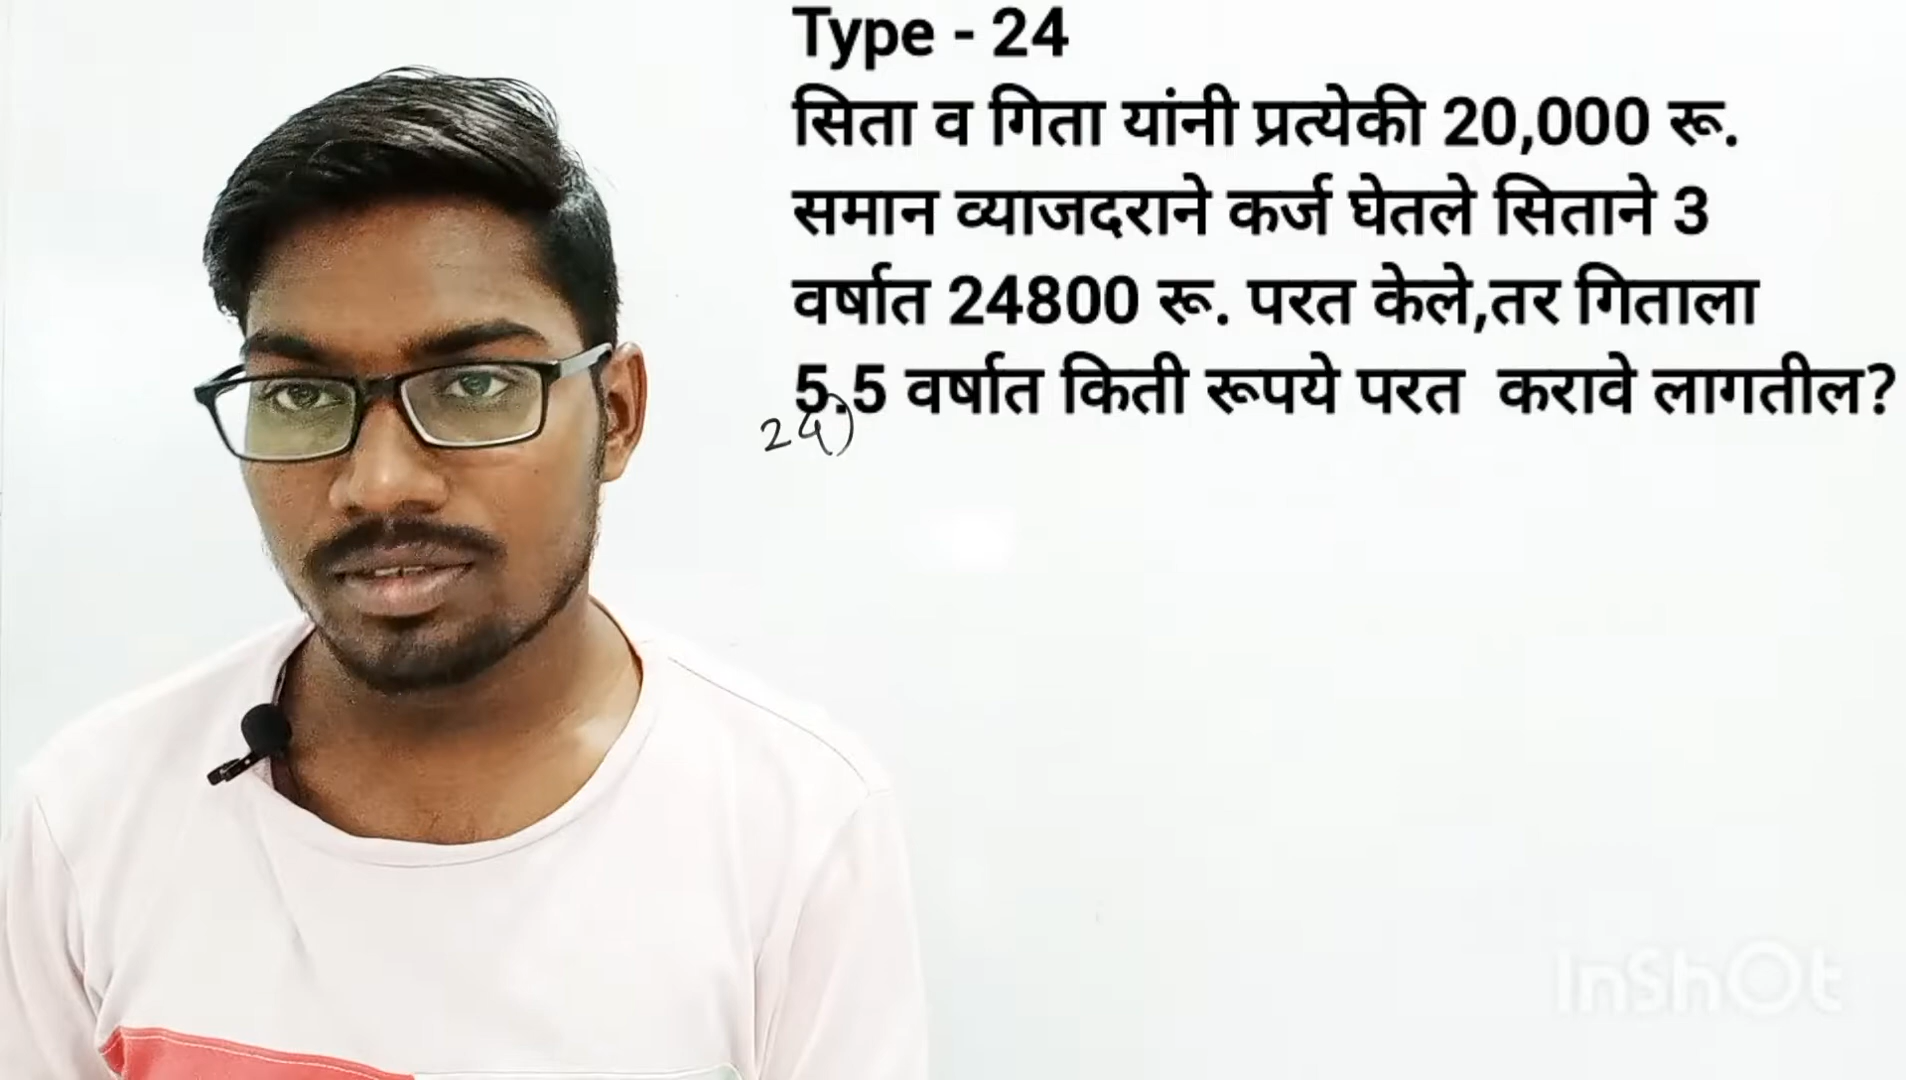 Type - 24
सिता व गिता यांनी प्रत्येकी 20,000 रू.
समान व्याजदराने कर्ज घेतले सिताने 3
वर्षात 24800 रू. परत केले,तर गिताला
5.5 वर्षात किती रूपये परत  करावे लागतील?
24)
InShOt